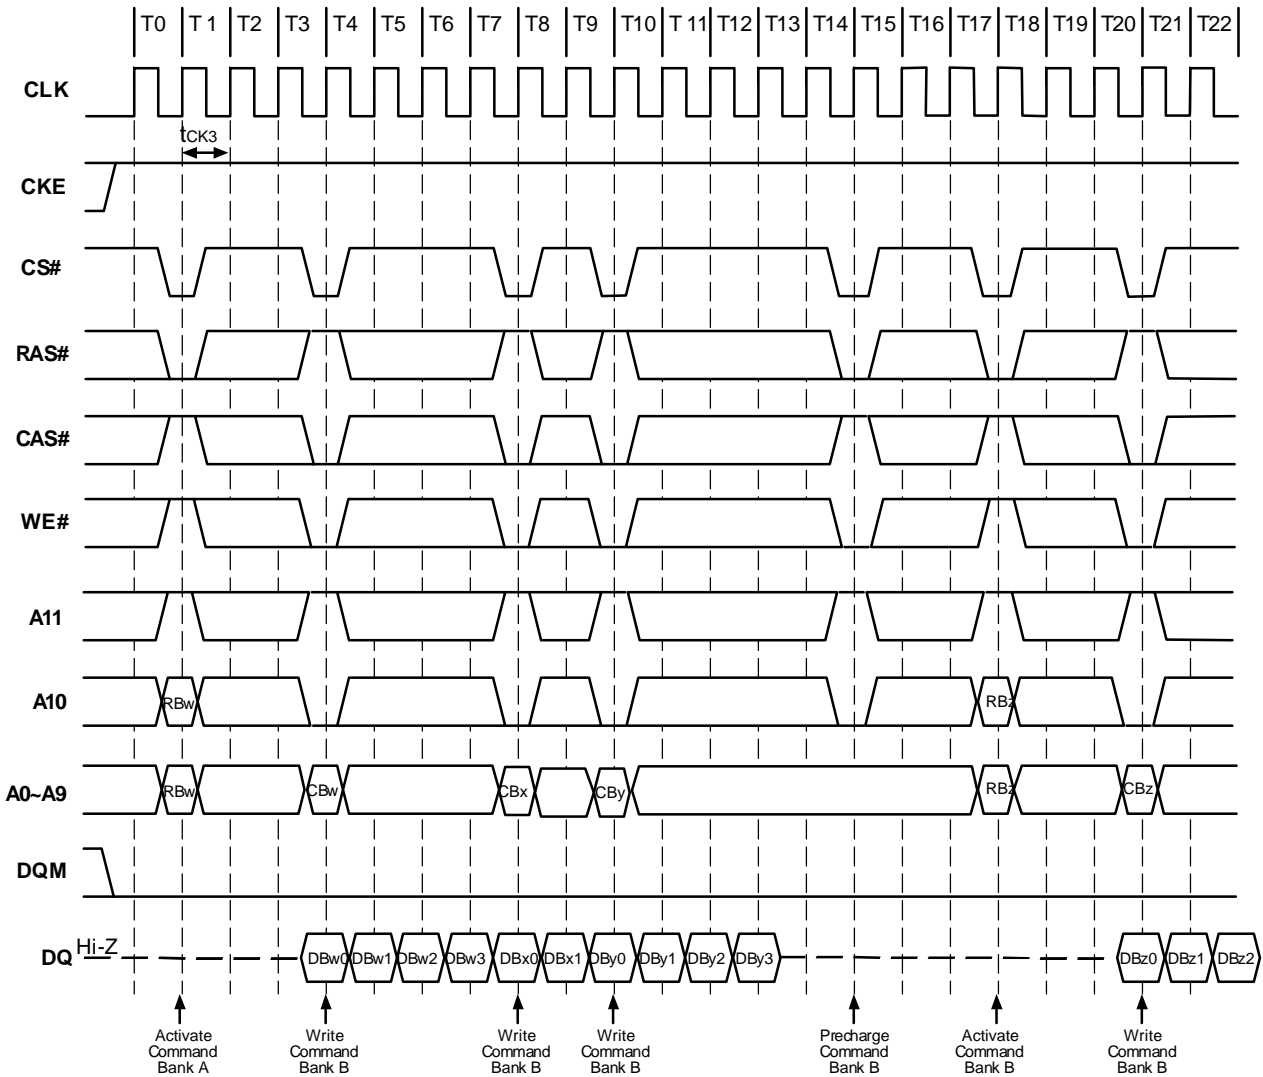 T0 T 1 T2 T3 T4 T5 T6 T7 T8 T9 T10 T 11 T12 T13 T14 T15 T16 T17 T18 T19 T20 T21 T22
CLK
tCK3
CKE
CS#
RAS#
CAS#
WE#
A11
A10 RBw RBz
A0~A9 RBw CBw CBx CBy RBz CBz
DQM
DQ Hi-Z DBw0 DBw1 DBw2 DBw3 DBx0 DBx1 DBy0 DBy1 DBy2 DBy3 DBz0 DBz1 DBz2
Activate Write Write Write Precharge Activate Write
Command Command Command Command Command Command Command
Bank A Bank B Bank B Bank B Bank B Bank B Bank B